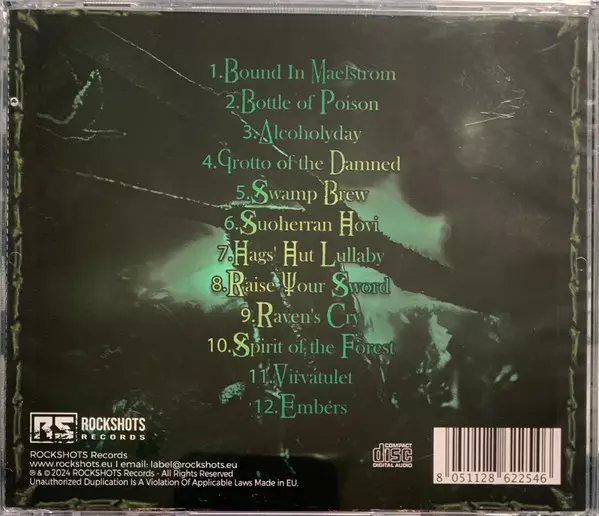 1.Bound In Maelstrom
2.Bottle of Poison
3.Alcoholyday
4.Grotto of the Damned
5.Swamp Brew
6.Suoherran Hovi
7.Hags' Hut Lullaby
8.Raise Your Sword
9.Raven's Cry
10.Spirit of the Forest
11.Virvatulet
12.Embers
RS ROCKSHOTS
RECORDS
ROCKSHOTS Records
www.rockshots.eu I email: label@rockshots.eu
℗ & © 2024 ROCKSHOTS Records - All Rights Reserved
Unauthorized Duplication Is A Violation Of Applicable Laws Made in EU.
COMPACT
disc
DIGITAL AUDIO
8 051128 622546